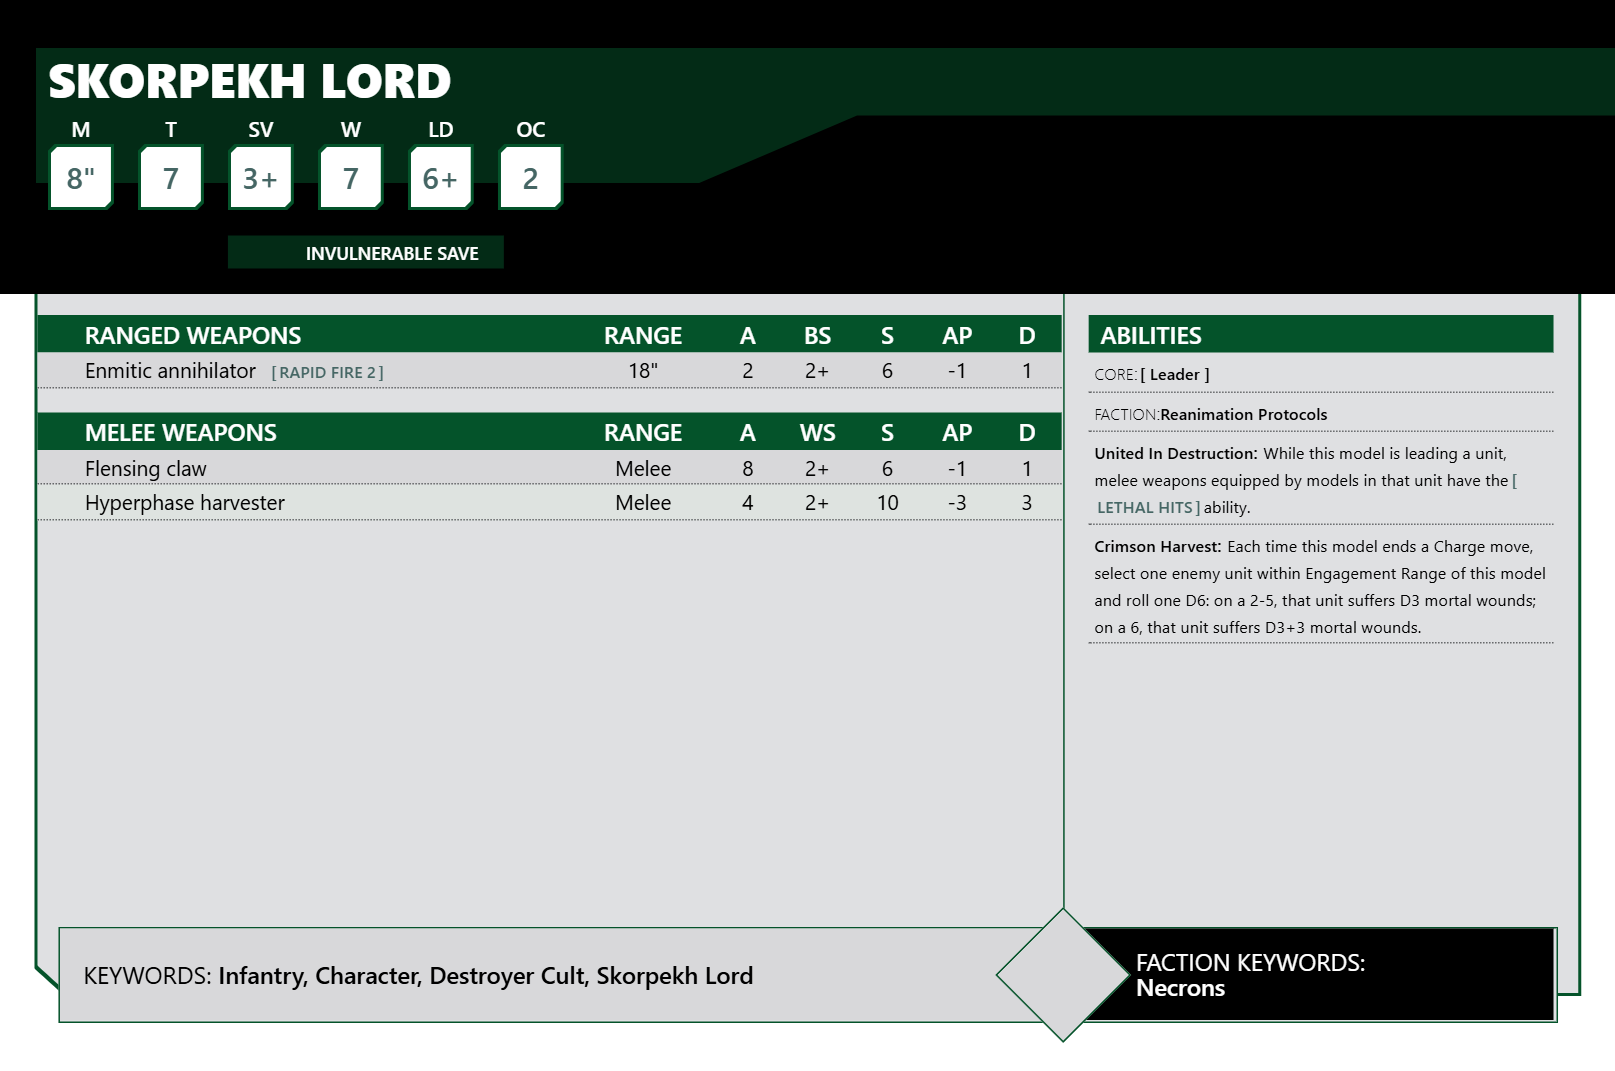 SKORPEKH LORD
M T SV W LD OC
8" 7 3+ 7 6+ 2
INVULNERABLE SAVE
RANGED WEAPONS RANGE A BS S AP D
Enmitic annihilator [ RAPID FIRE 2 ] 18" 2 2+ 6 -1 1
MELEE WEAPONS RANGE A WS S AP D
Flensing claw Melee 8 2+ 6 -1 1
Hyperphase harvester Melee 4 2+ 10 -3 3
ABILITIES
CORE: [ Leader ]
FACTION:Reanimation Protocols
United In Destruction: While this model is leading a unit,
melee weapons equipped by models in that unit have the [
LETHAL HITS ] ability.
Crimson Harvest: Each time this model ends a Charge move,
select one enemy unit within Engagement Range of this model
and roll one D6: on a 2-5, that unit suffers D3 mortal wounds;
on a 6, that unit suffers D3+3 mortal wounds.
KEYWORDS: Infantry, Character, Destroyer Cult, Skorpekh Lord
FACTION KEYWORDS:
Necrons